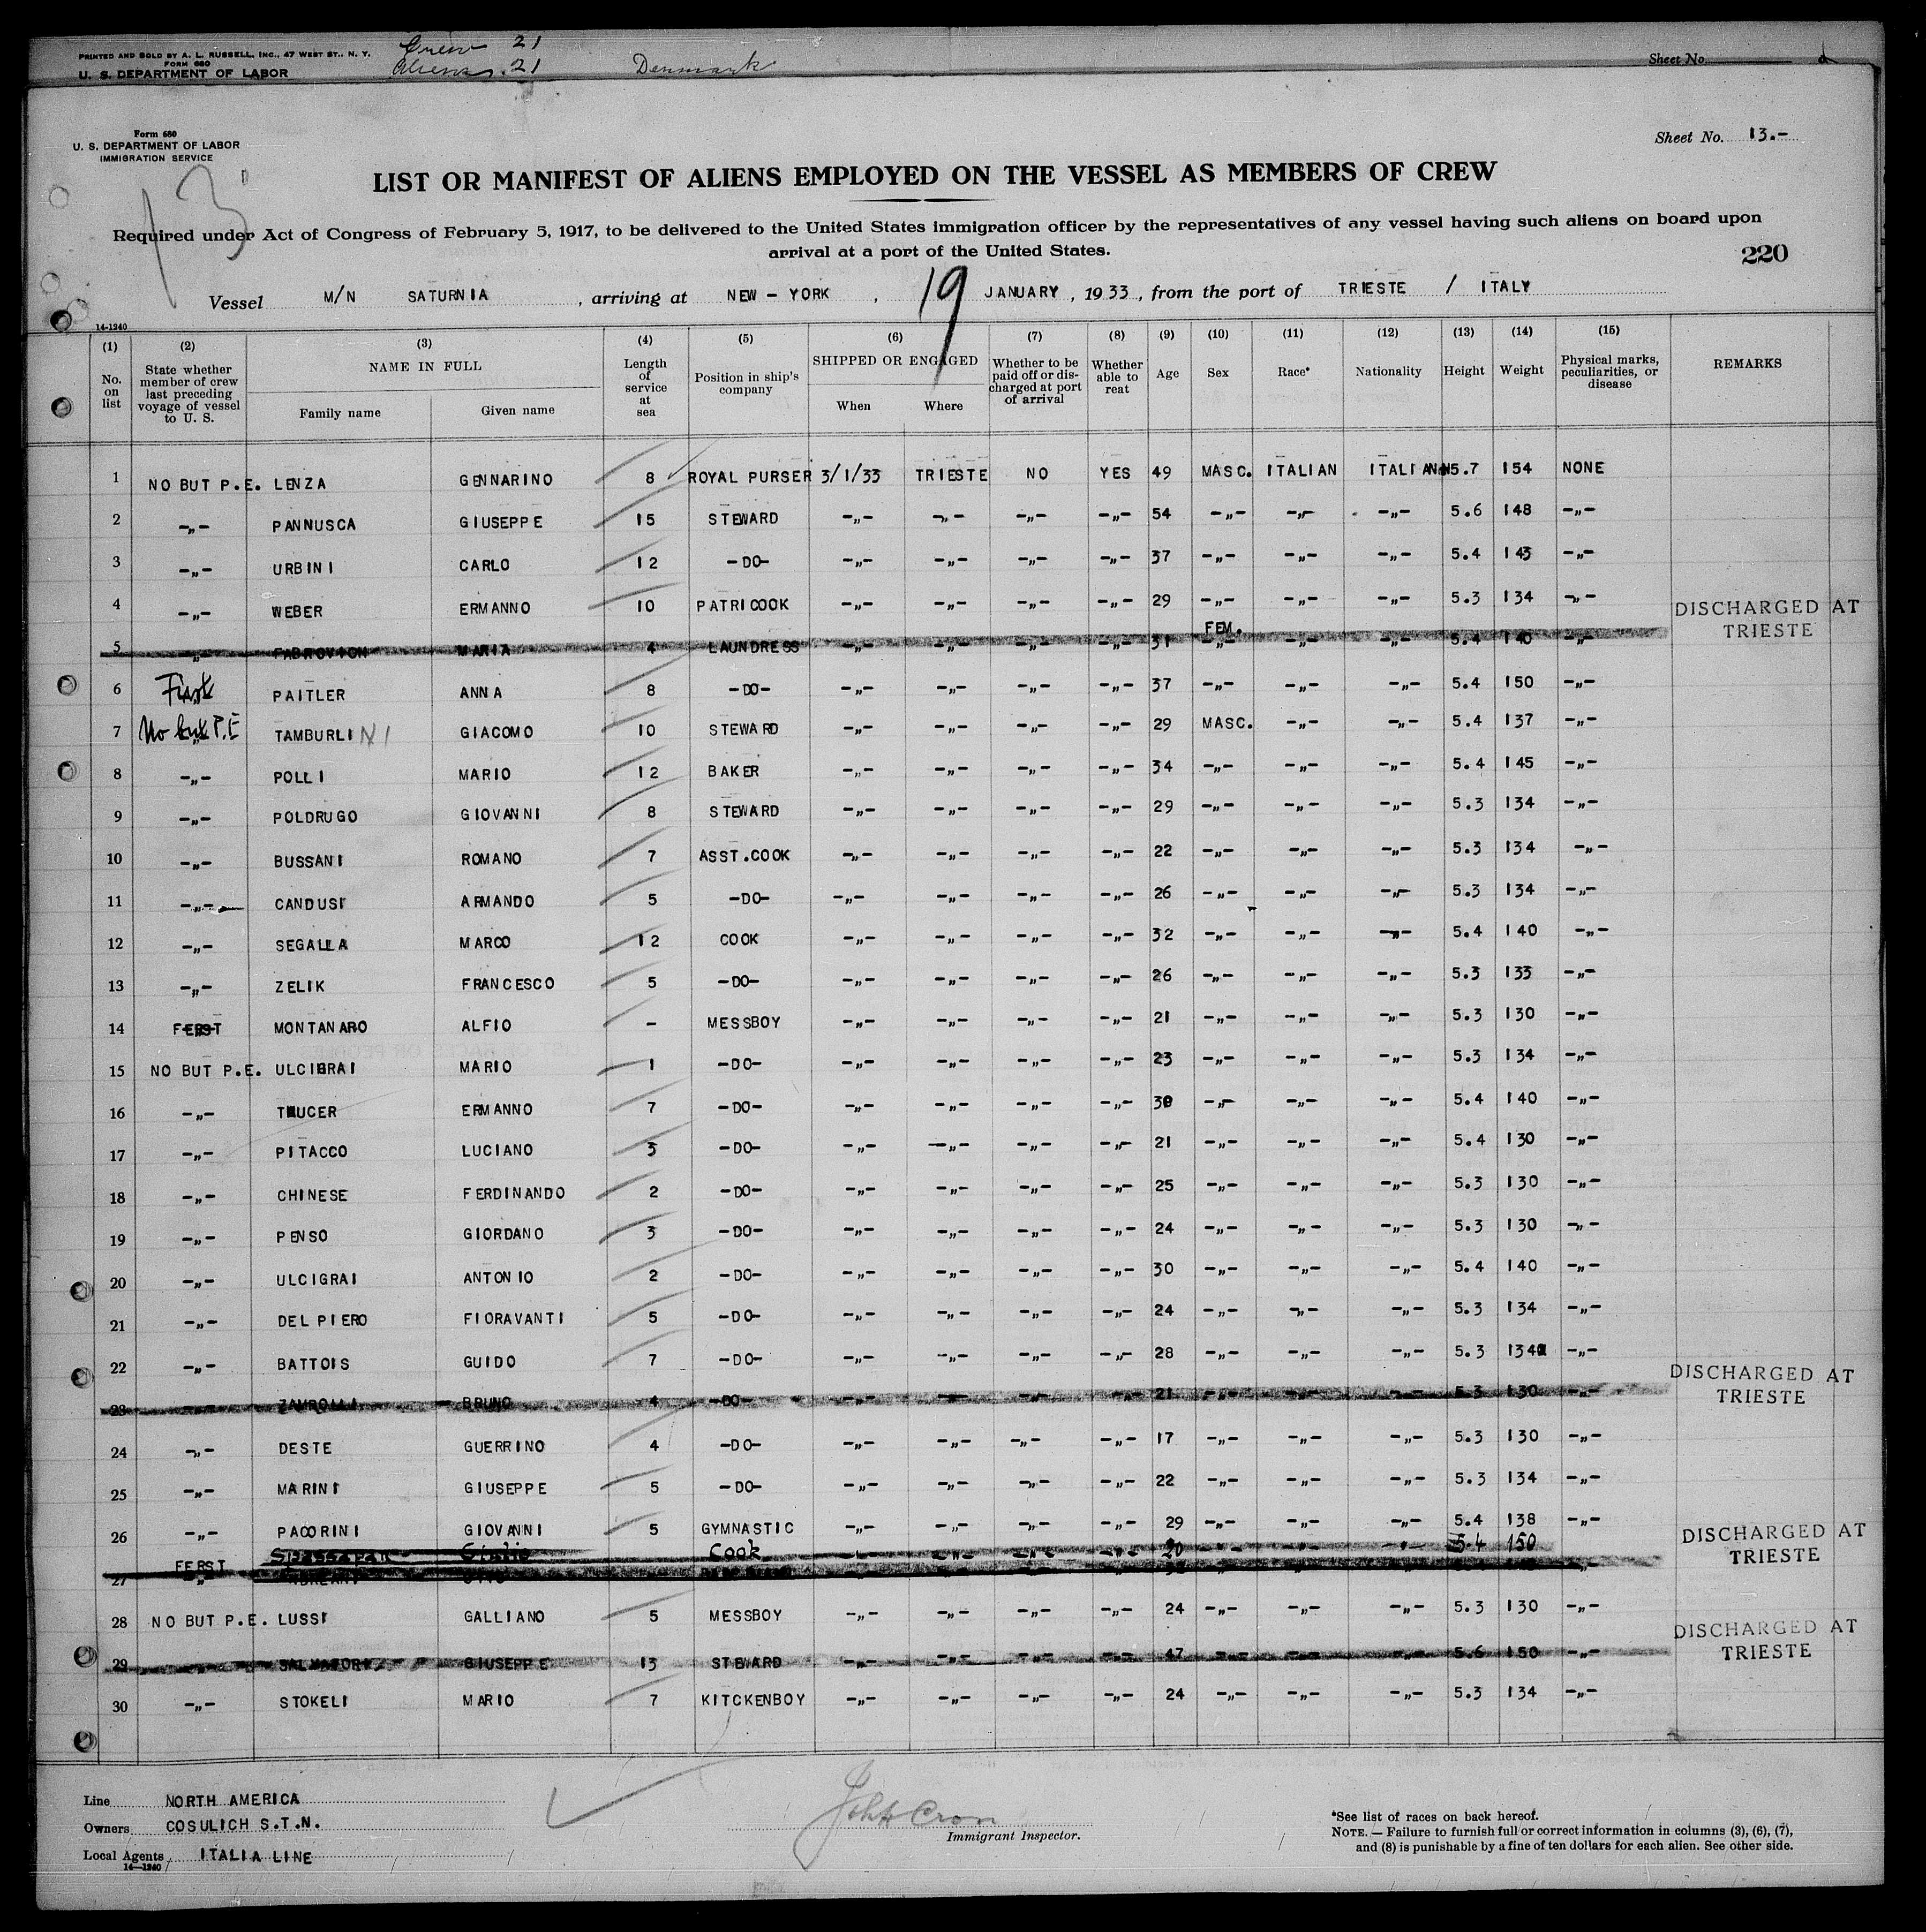 PRINTED AND SOLD BY A. L. RUSSELL, INC., 47 WEST ST., N. Y.
FORM 680
U. S. DEPARTMENT OF LABOR
Crew 21
Aliens. 21
Denmark
Sheet No.
Form 680
U. S. DEPARTMENT OF LABOR
IMMIGRATION SERVICE
13
Sheet No. 13.-
LIST OR MANIFEST OF ALIENS EMPLOYED ON THE VESSEL AS MEMBERS OF CREW
Required under Act of Congress of February 5, 1917, to be delivered to the United States immigration officer by the representatives of any vessel having such aliens on board upon
arrival at a port of the United States.
220
Vessel M/N SATURNIA , arriving at NEW - YORK , 19 JANUARY , 1933 , from the port of TRIESTE / ITALY
14-1240
(1) No. on list
(2) State whether member of crew last preceding voyage of vessel to U. S.
(3) NAME IN FULL
Family name Given name
(4) Length of service at sea
(5) Position in ship's company
(6) SHIPPED OR ENGAGED
When Where
(7) Whether to be paid off or discharged at port of arrival
(8) Whether able to reat
(9) Age
(10) Sex
(11) Race*
(12) Nationality
(13) Height
(14) Weight
(15) Physical marks, peculiarities, or disease
REMARKS
1 NO BUT P.E. LENZA GENNARINO 8 ROYAL PURSER 3/1/33 TRIESTE NO YES 49 MASC. ITALIAN ITALIAN 5.7 154 NONE
2 -"- PANNUSCA GIUSEPPE 15 STEWARD -"- -"- -"- -"- 54 -"- -"- -"- 5.6 148 -"-
3 -"- URBINI CARLO 12 -DO- -"- -"- -"- -"- 37 -"- -"- -"- 5.4 143 -"-
4 -"- WEBER ERMANNO 10 PATRICOOK -"- -"- -"- -"- 29 -"- -"- -"- 5.3 134 -"-
5 -"- MARIA 4 LAUNDRESS -"- -"- -"- -"- 31 FEM. -"- -"- -"- 5.4 140 -"- DISCHARGED AT TRIESTE
6 First PAITLER ANNA 8 -DO- -"- -"- -"- -"- 37 -"- -"- -"- 5.4 150 -"-
7 No but P.E TAMBURLINI GIACOMO 10 STEWARD -"- -"- -"- -"- 29 MASC. -"- -"- 5.4 137 -"-
8 -"- POLLI MARIO 12 BAKER -"- -"- -"- -"- 34 -"- -"- -"- 5.4 145 -"-
9 -"- POLDRUGO GIOVANNI 8 STEWARD -"- -"- -"- -"- 29 -"- -"- -"- 5.3 134 -"-
10 -"- BUSSANI ROMANO 7 ASST.COOK -"- -"- -"- -"- 22 -"- -"- -"- 5.3 134 -"-
11 -"- CANDUSI ARMANDO 5 -DO- -"- -"- -"- -"- 26 -"- -"- -"- 5.3 134 -"-
12 -"- SEGALLA MARCO 12 COOK -"- -"- -"- -"- 32 -"- -"- -"- 5.4 140 -"-
13 -"- ZELIK FRANCESCO 5 -DO- -"- -"- -"- -"- 26 -"- -"- -"- 5.3 133 -"-
14 FERST MONTANARO ALFIO - MESSBOY -"- -"- -"- -"- 21 -"- -"- -"- 5.3 130 -"-
15 NO BUT P.E. ULCIGRAI MARIO 1 -DO- -"- -"- -"- -"- 23 -"- -"- -"- 5.3 134 -"-
16 -"- ERMANNO 7 -DO- -"- -"- -"- -"- 30 -"- -"- -"- 5.4 140 -"-
17 -"- PITACCO LUCIANO 3 -DO- -"- -"- -"- -"- 21 -"- -"- -"- 5.4 130 -"-
18 -"- CHINESE FERDINANDO 2 -DO- -"- -"- -"- -"- 25 -"- -"- -"- 5.3 130 -"-
19 -"- PENSO GIORDANO 3 -DO- -"- -"- -"- -"- 24 -"- -"- -"- 5.3 130 -"-
20 -"- ULCIGRAI ANTONIO 2 -DO- -"- -"- -"- -"- 30 -"- -"- -"- 5.4 140 -"-
21 -"- DEL PIERO FIORAVANTI 5 -DO- -"- -"- -"- -"- 24 -"- -"- -"- 5.3 134 -"-
22 -"- BATTOIS GUIDO 7 -DO- -"- -"- -"- -"- 28 -"- -"- -"- 5.3 134 -"-
23 ZAMBOLLI BRUNO 4 -DO- -"- -"- -"- -"- 21 -"- -"- -"- 5.3 130 -"- DISCHARGED AT TRIESTE
24 -"- DESTE GUERRINO 4 -DO- -"- -"- -"- -"- 17 -"- -"- -"- 5.3 130 -"-
25 -"- MARINI GIUSEPPE 5 -DO- -"- -"- -"- -"- 22 -"- -"- -"- 5.3 134 -"-
26 -"- PACORINI GIOVANNI 5 GYMNASTIC -"- -"- -"- -"- 29 -"- -"- -"- 5.4 138 -"-
FERST Giulio Cook -"- -"- -"- -"- 20 -"- -"- -"- 5.4 150 DISCHARGED AT TRIESTE
27 -"-
28 NO BUT P.E. LUSSI GALLIANO 5 MESSBOY -"- -"- -"- -"- 24 -"- -"- -"- 5.3 130 -"-
29 SALVATORI GIUSEPPE 13 STEWARD -"- -"- -"- -"- 47 -"- -"- -"- 5.6 150 -"- DISCHARGED AT TRIESTE
30 -"- STOKELI MARIO 7 KITCKENBOY -"- -"- -"- -"- 24 -"- -"- -"- 5.3 134 -"-
Line NORTH AMERICA
Owners COSULICH S.T.N.
Local Agents ITALIA LINE
14-1240
John Cron
Immigrant Inspector.
*See list of races on back hereof.
NOTE. — Failure to furnish full or correct information in columns (3), (6), (7),
and (8) is punishable by a fine of ten dollars for each alien. See other side.